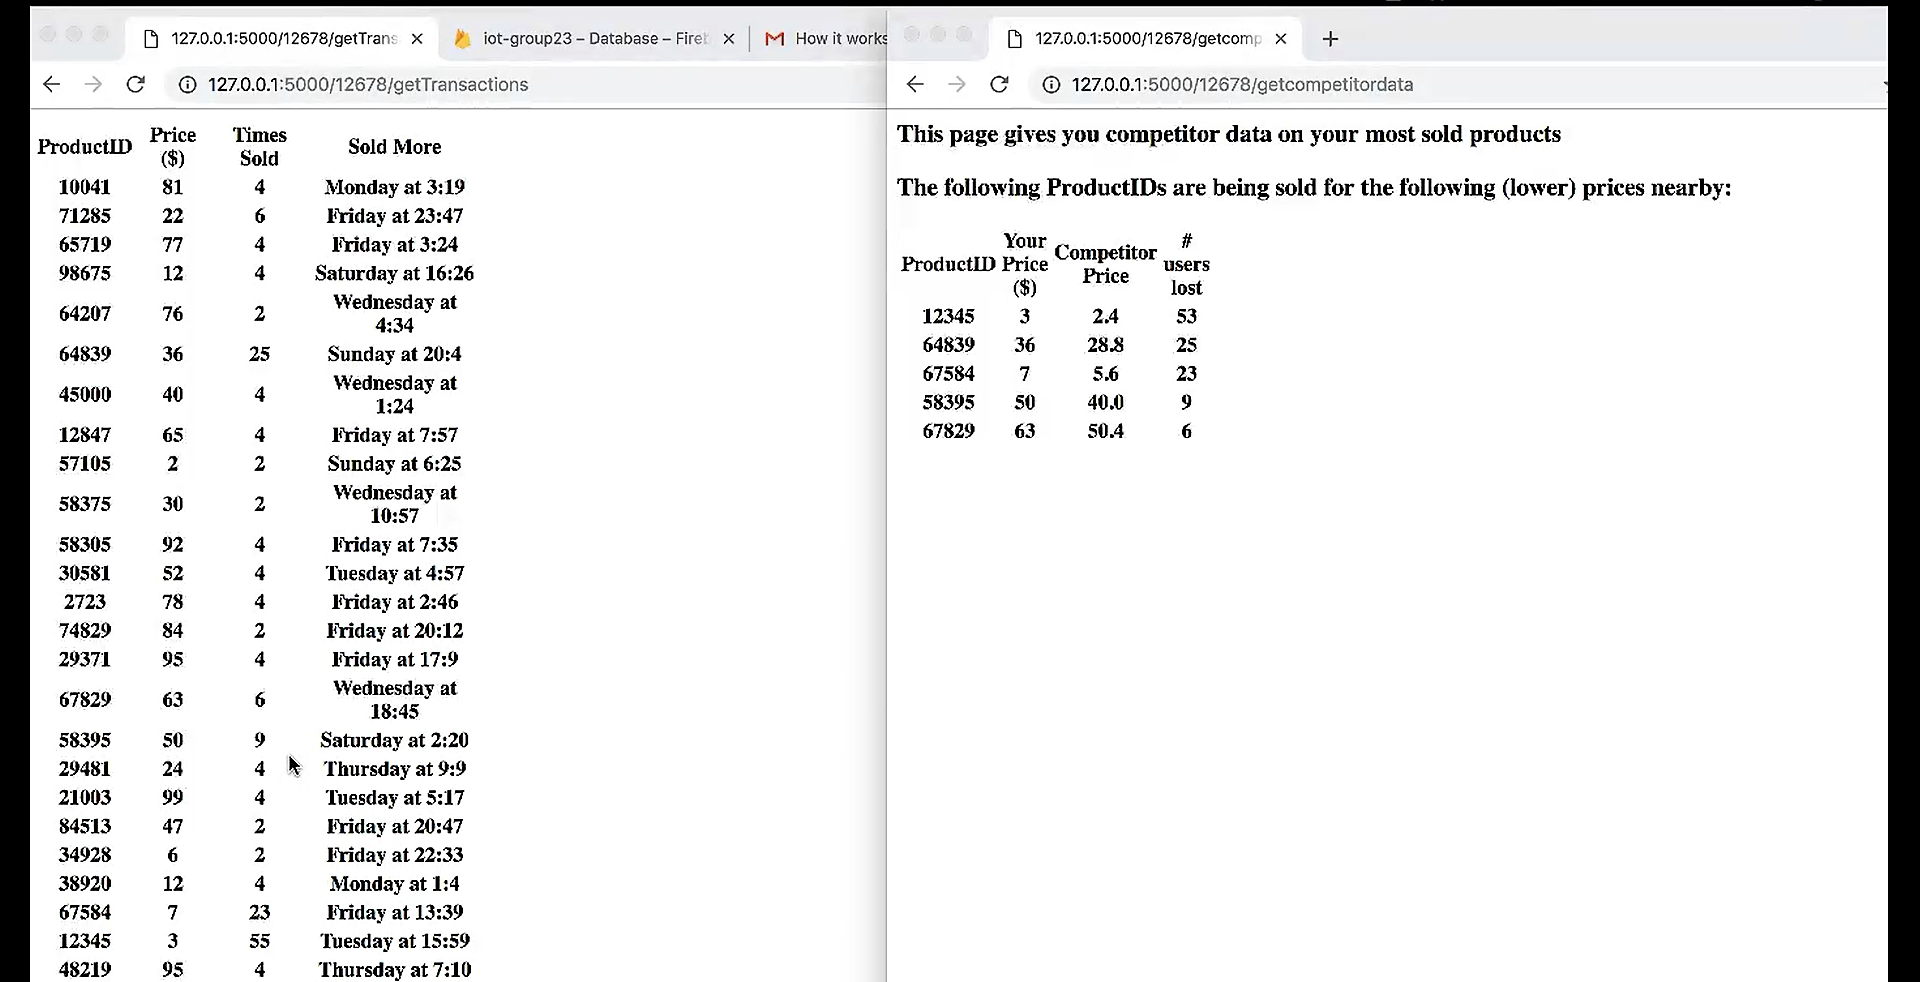 127.0.0.1:5000/12678/getTrans
iot-group23 – Database – Fire
How it works
127.0.0.1:5000/12678/getTransactions
ProductID Price ($) Times Sold Sold More
10041 81 4 Monday at 3:19
71285 22 6 Friday at 23:47
65719 77 4 Friday at 3:24
98675 12 4 Saturday at 16:26
64207 76 2 Wednesday at 4:34
64839 36 25 Sunday at 20:4
45000 40 4 Wednesday at 1:24
12847 65 4 Friday at 7:57
57105 2 2 Sunday at 6:25
58375 30 2 Wednesday at 10:57
58305 92 4 Friday at 7:35
30581 52 4 Tuesday at 4:57
2723 78 4 Friday at 2:46
74829 84 2 Friday at 20:12
29371 95 4 Friday at 17:9
67829 63 6 Wednesday at 18:45
58395 50 9 Saturday at 2:20
29481 24 4 Thursday at 9:9
21003 99 4 Tuesday at 5:17
84513 47 2 Friday at 20:47
34928 6 2 Friday at 22:33
38920 12 4 Monday at 1:4
67584 7 23 Friday at 13:39
12345 3 55 Tuesday at 15:59
48219 95 4 Thursday at 7:10
127.0.0.1:5000/12678/getcomp
127.0.0.1:5000/12678/getcompetitordata
This page gives you competitor data on your most sold products
The following ProductIDs are being sold for the following (lower) prices nearby:
ProductID Your Price ($) Competitor Price # users lost
12345 3 2.4 53
64839 36 28.8 25
67584 7 5.6 23
58395 50 40.0 9
67829 63 50.4 6